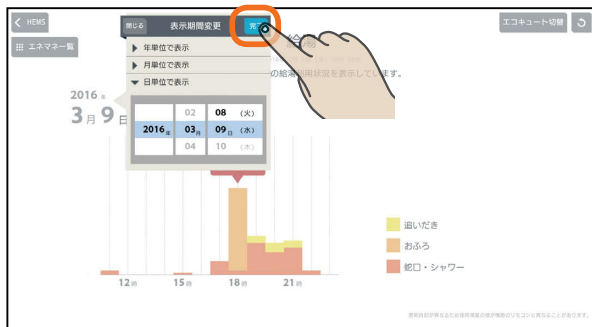 < HEMS
閉じる 表示期間変更
エコキュート切替
エネマネ一覧
▶ 年単位で表示
▶ 月単位で表示
の給湯利用状況を表示しています。
▼ 日単位で表示
2016年
3月9日
02 08 (火)
2016年 03月 09日 (水)
04 10 (木)
追いだき
おふろ
蛇口・シャワー
12時 15時 18時 21時